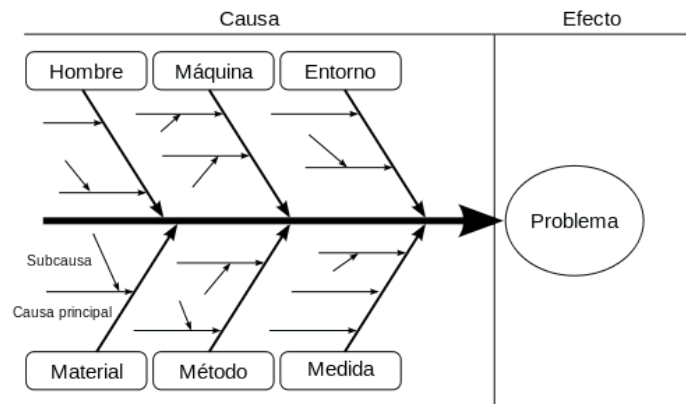 Causa
Efecto
Hombre
Máquina
Entorno
Problema
Subcausa
Causa principal
Material
Método
Medida